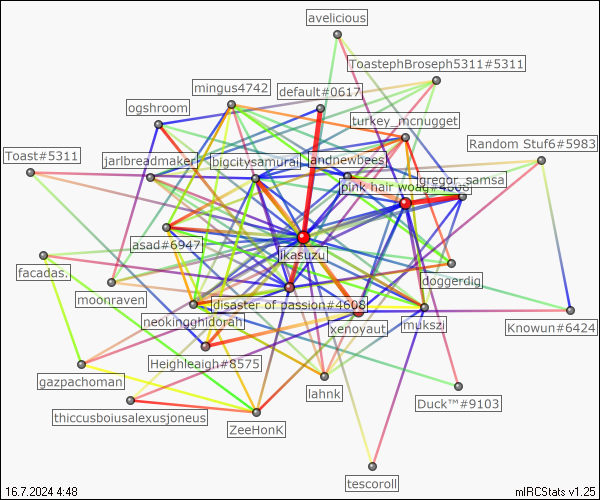 avelicious
ToastephBroseph5311#5311
mingus4742
default#0617
ogshroom
turkey_mcnugget
Random Stuf6#5983
Toast#5311
jarlbreadmaker
bigcitysamurai
andnewbees
gregor_samsa
pink hair woag#4608
asad#6947
ikasuzu
facadas.
doggerdig
moonraven
disaster of passion#4608
neokingghidorah
xenoyaut
mukszi
Knowun#6424
Heighleaigh#8575
gazpachoman
lahnk
Duck™#9103
thiccusboiusalexusjoneus
ZeeHonK
tescoroll
16.7.2024 4:48
mIRCStats v1.25